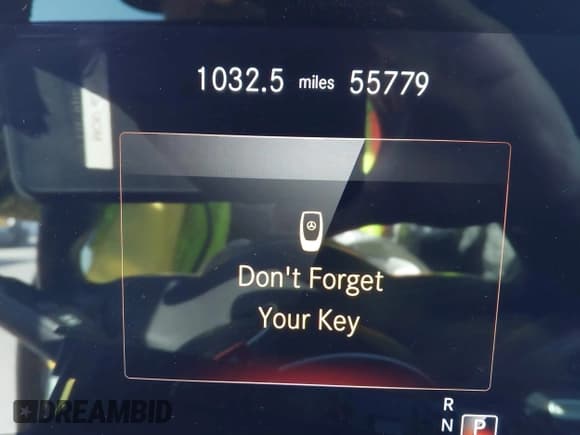 1032.5 miles 55779
Don't Forget
Your Key
R
N
P
DREAMBID